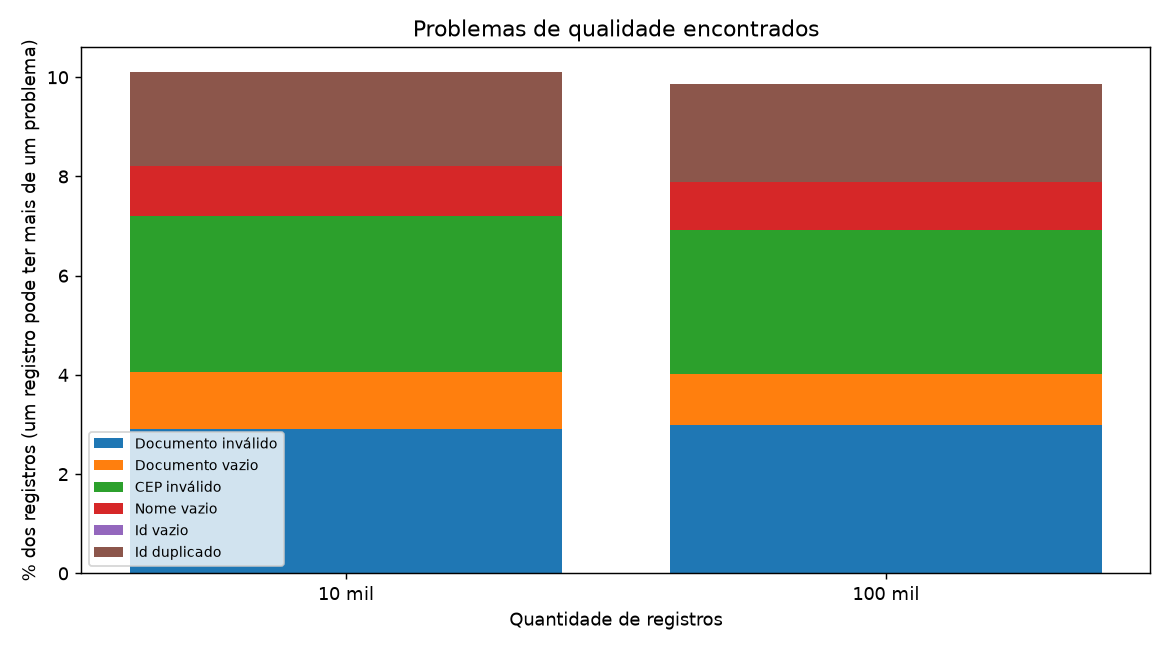 Problemas de qualidade encontrados
% dos registros (um registro pode ter mais de um problema)
10
8
6
4
2
0
Documento inválido
Documento vazio
CEP inválido
Nome vazio
Id vazio
Id duplicado
10 mil
100 mil
Quantidade de registros